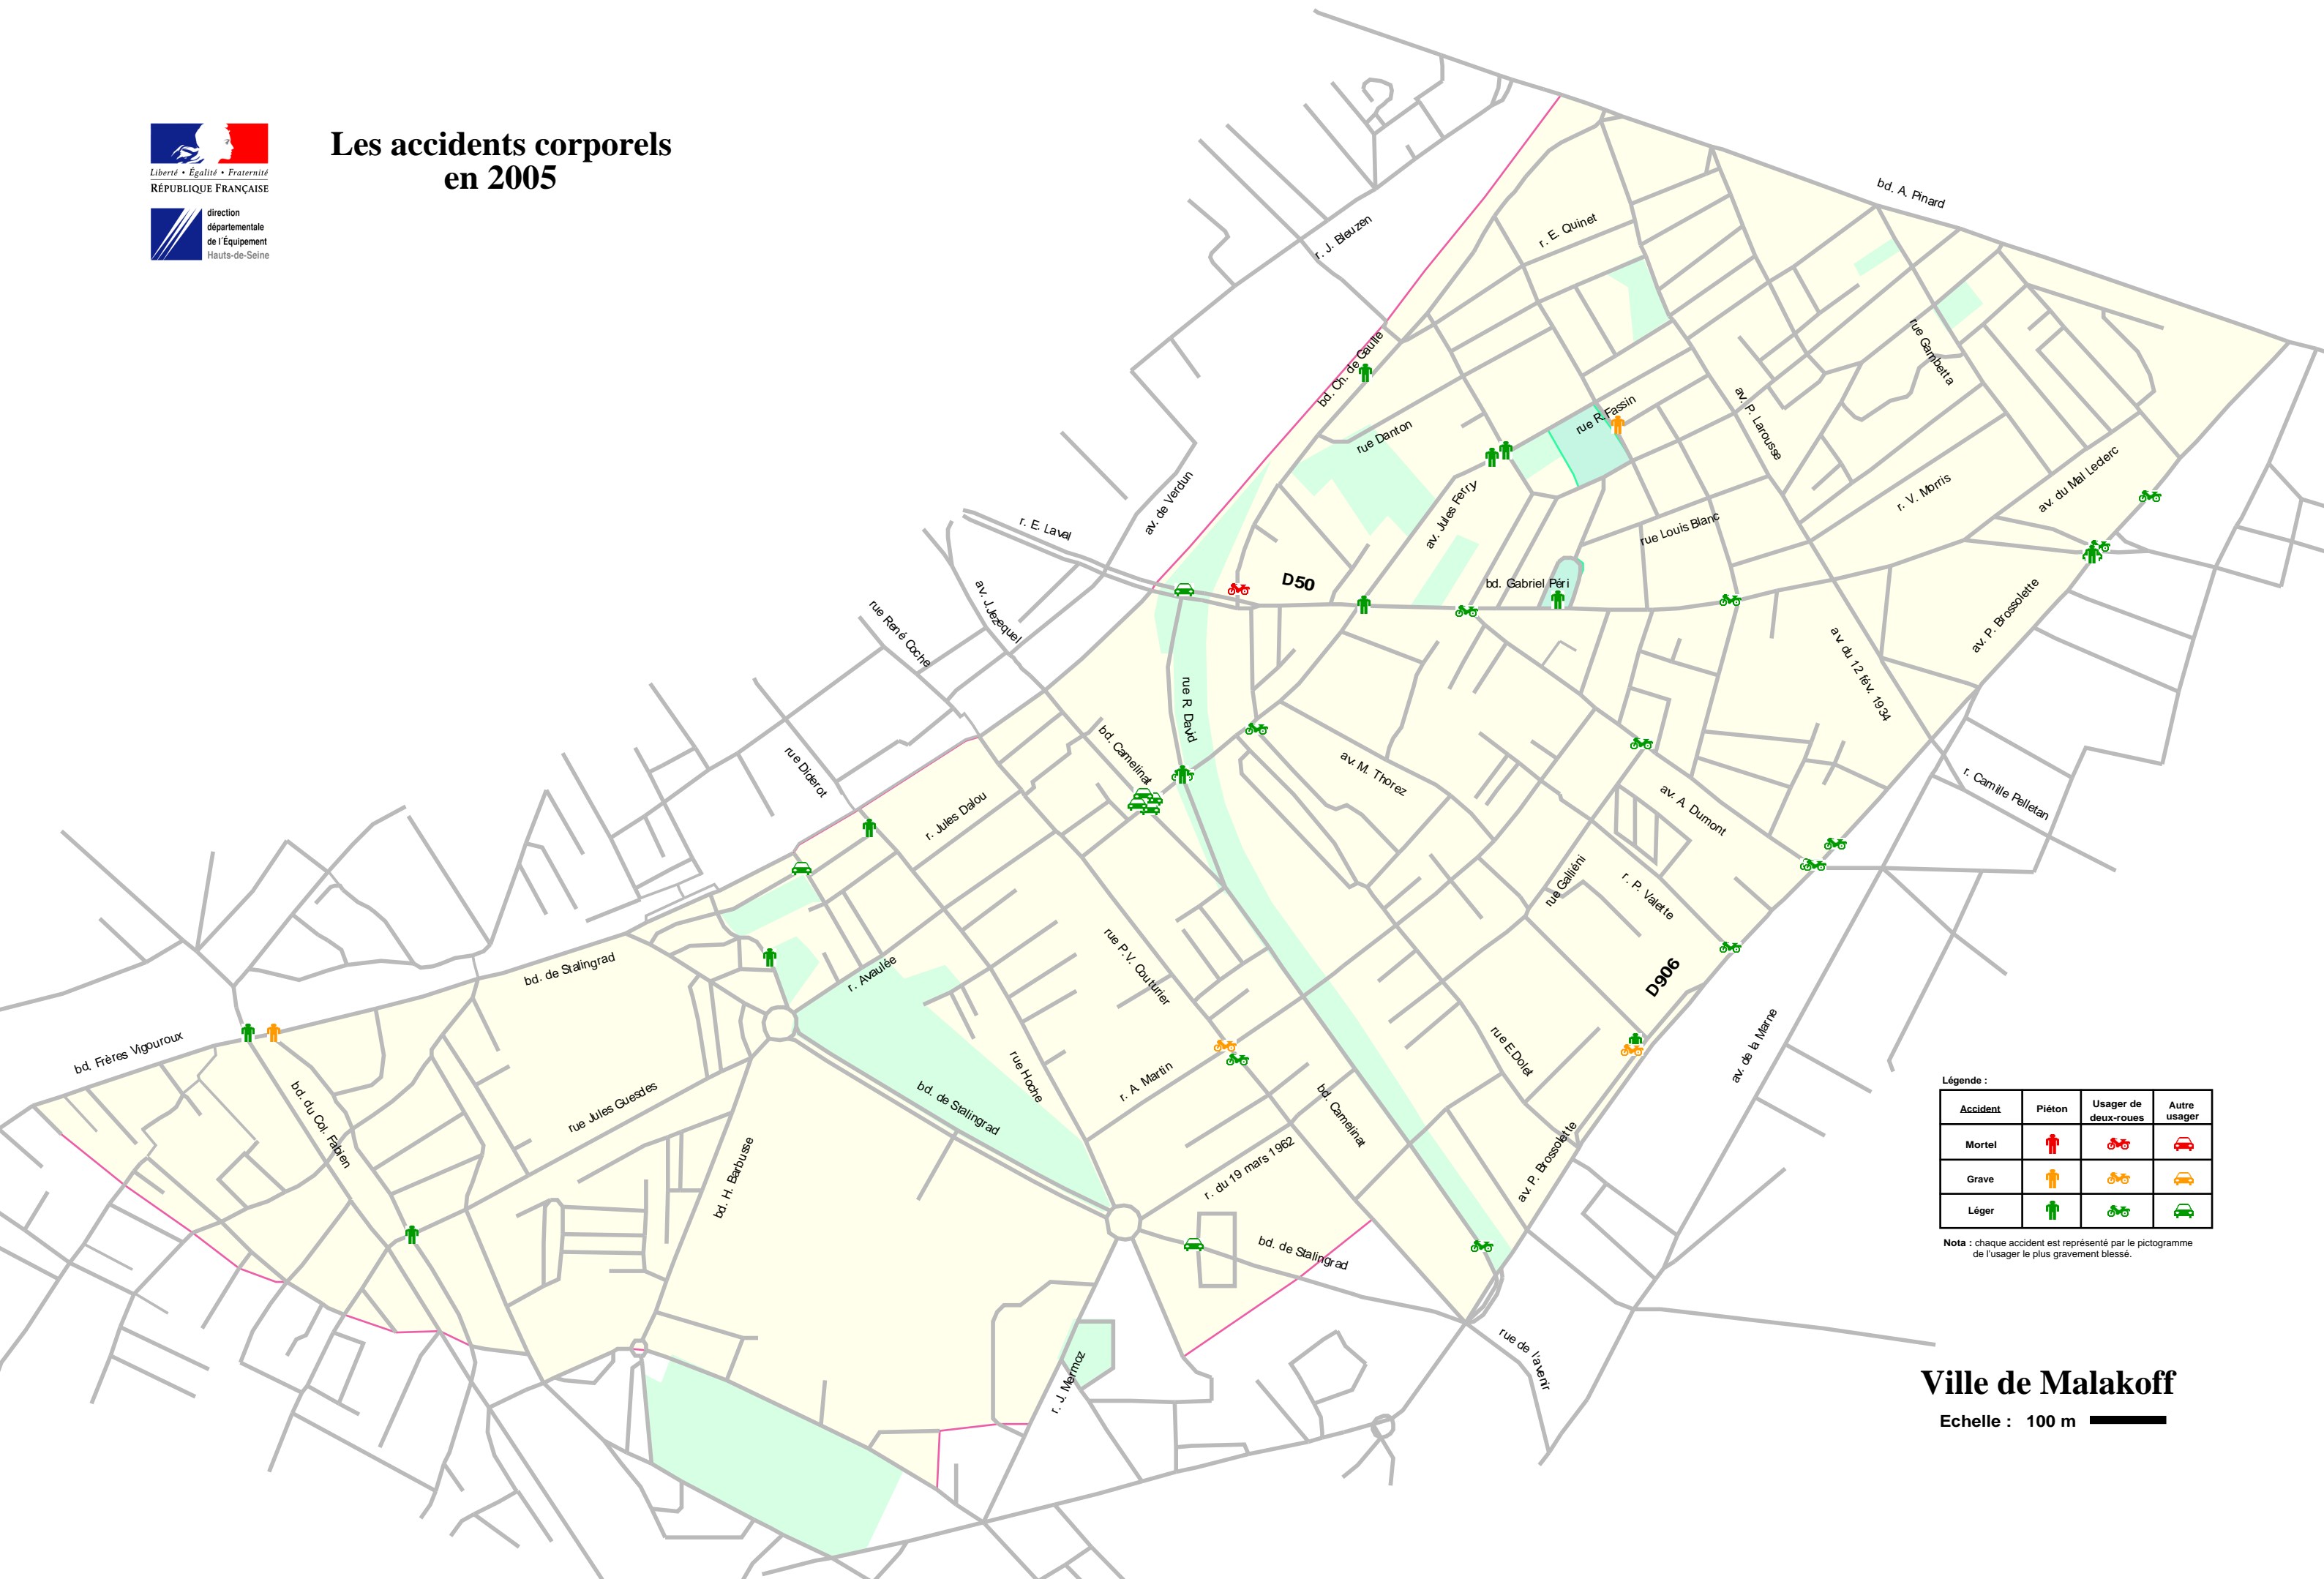 Liberté • Égalité • Fraternité
RÉPUBLIQUE FRANÇAISE
direction
départementale
de l'Équipement
Hauts-de-Seine
Les accidents corporels
en 2005
bd. A. Pinard
r. E. Quinet
r. J. Bleuzen
rue Gambetta
bd. Ch. de Gaulle
rue R.Fassin
av. P. Larousse
rue Danton
av. de Verdun
r. E. Laval
av. Jules Ferry
rue Louis Blanc
r. V. Morris
av. du Mal Leclerc
D50
bd. Gabriel Péri
av. J.Jezequel
rue René Coche
av. P. Brossolette
av. du 12 fév. 1934
rue R. David
bd. Camelinat
rue Diderot
av. M. Thorez
r. Camille Pelletan
r. Jules Dalou
av. A. Dumont
rue Galliéni
r. P. Valette
bd. de Stalingrad
r. Avaulée
rue P.V. Couturier
D906
bd. Frères Vigouroux
av. de la Marne
rue E.Dolet
rue Hoche
r. A. Martin
bd. du Col. Fabien
rue Jules Guesdes
bd. de Stalingrad
bd. Camelinat
bd. H. Barbusse
r. du 19 mars 1962
av. P. Brossolette
bd. de Stalingrad
rue de l'avenir
r. J. Mermoz
Légende :
Accident
Piéton
Usager de
deux-roues
Autre
usager
Mortel
Grave
Léger
Nota : chaque accident est représenté par le pictogramme
de l'usager le plus gravement blessé.
Ville de Malakoff
Echelle : 100 m